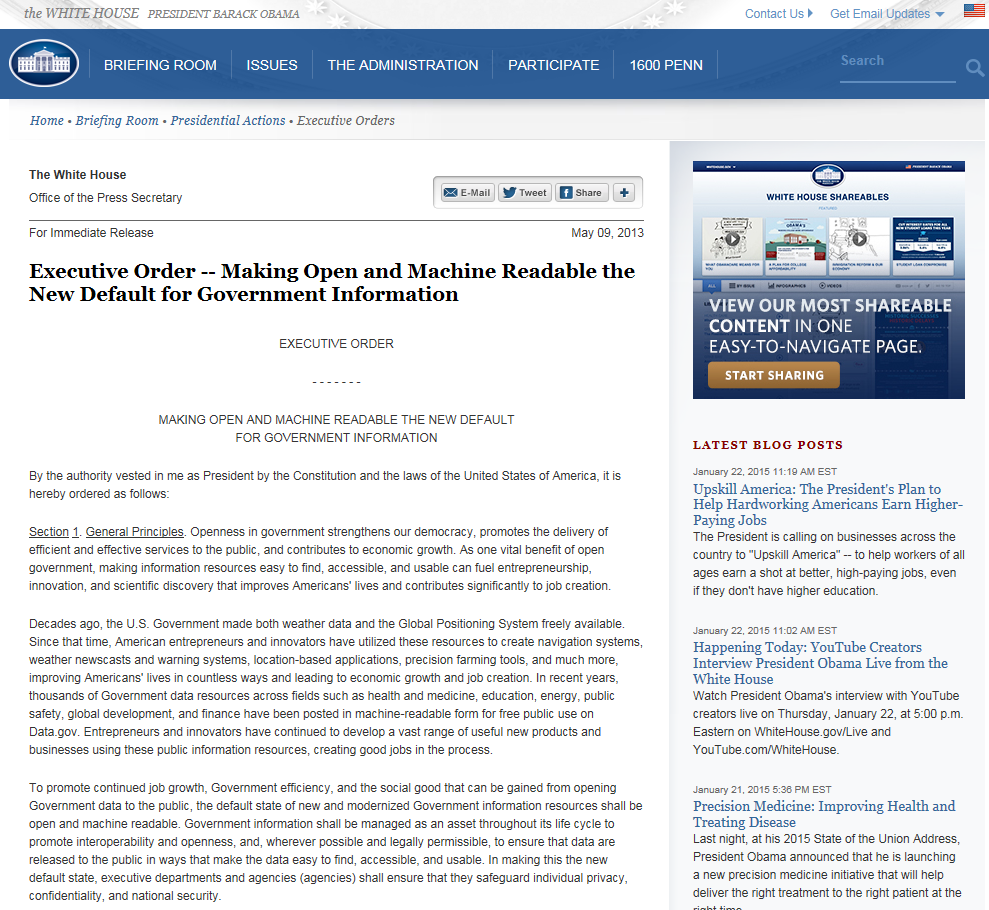 the WHITE HOUSE PRESIDENT BARACK OBAMA
Contact Us Get Email Updates
BRIEFING ROOM ISSUES THE ADMINISTRATION PARTICIPATE 1600 PENN
Search
Home • Briefing Room • Presidential Actions • Executive Orders
The White House
Office of the Press Secretary
E-Mail Tweet Share
For Immediate Release May 09, 2013
Executive Order -- Making Open and Machine Readable the
New Default for Government Information
EXECUTIVE ORDER
- - - - - - -
MAKING OPEN AND MACHINE READABLE THE NEW DEFAULT
FOR GOVERNMENT INFORMATION
By the authority vested in me as President by the Constitution and the laws of the United States of America, it is
hereby ordered as follows:
Section 1. General Principles. Openness in government strengthens our democracy, promotes the delivery of
efficient and effective services to the public, and contributes to economic growth. As one vital benefit of open
government, making information resources easy to find, accessible, and usable can fuel entrepreneurship,
innovation, and scientific discovery that improves Americans' lives and contributes significantly to job creation.
Decades ago, the U.S. Government made both weather data and the Global Positioning System freely available.
Since that time, American entrepreneurs and innovators have utilized these resources to create navigation systems,
weather newscasts and warning systems, location-based applications, precision farming tools, and much more,
improving Americans' lives in countless ways and leading to economic growth and job creation. In recent years,
thousands of Government data resources across fields such as health and medicine, education, energy, public
safety, global development, and finance have been posted in machine-readable form for free public use on
Data.gov. Entrepreneurs and innovators have continued to develop a vast range of useful new products and
businesses using these public information resources, creating good jobs in the process.
To promote continued job growth, Government efficiency, and the social good that can be gained from opening
Government data to the public, the default state of new and modernized Government information resources shall be
open and machine readable. Government information shall be managed as an asset throughout its life cycle to
promote interoperability and openness, and, wherever possible and legally permissible, to ensure that data are
released to the public in ways that make the data easy to find, accessible, and usable. In making this the new
default state, executive departments and agencies (agencies) shall ensure that they safeguard individual privacy,
confidentiality, and national security.
WHITE HOUSE SHAREABLES
FEATURES
WHAT OBAMACARE MEANS FOR
YOU
A PLAN FOR COLLEGE
AFFORDABILITY
IMMIGRATION REFORM & OUR
ECONOMY
STUDENT LOAN COMPROMISE
ALL BY ISSUE INFOGRAPHICS VIDEOS
VIEW OUR MOST SHAREABLE
CONTENT IN ONE
EASY-TO-NAVIGATE PAGE.
START SHARING
LATEST BLOG POSTS
January 22, 2015 11:19 AM EST
Upskill America: The President's Plan to
Help Hardworking Americans Earn Higher-
Paying Jobs
The President is calling on businesses across the
country to "Upskill America" -- to help workers of all
ages earn a shot at better, high-paying jobs, even
if they don't have higher education.
January 22, 2015 11:02 AM EST
Happening Today: YouTube Creators
Interview President Obama Live from the
White House
Watch President Obama's interview with YouTube
creators live on Thursday, January 22, at 5:00 p.m.
Eastern on WhiteHouse.gov/Live and
YouTube.com/WhiteHouse.
January 21, 2015 5:36 PM EST
Precision Medicine: Improving Health and
Treating Disease
Last night, at his 2015 State of the Union Address,
President Obama announced that he is launching
a new precision medicine initiative that will help
deliver the right treatment to the right patient at the
right time.